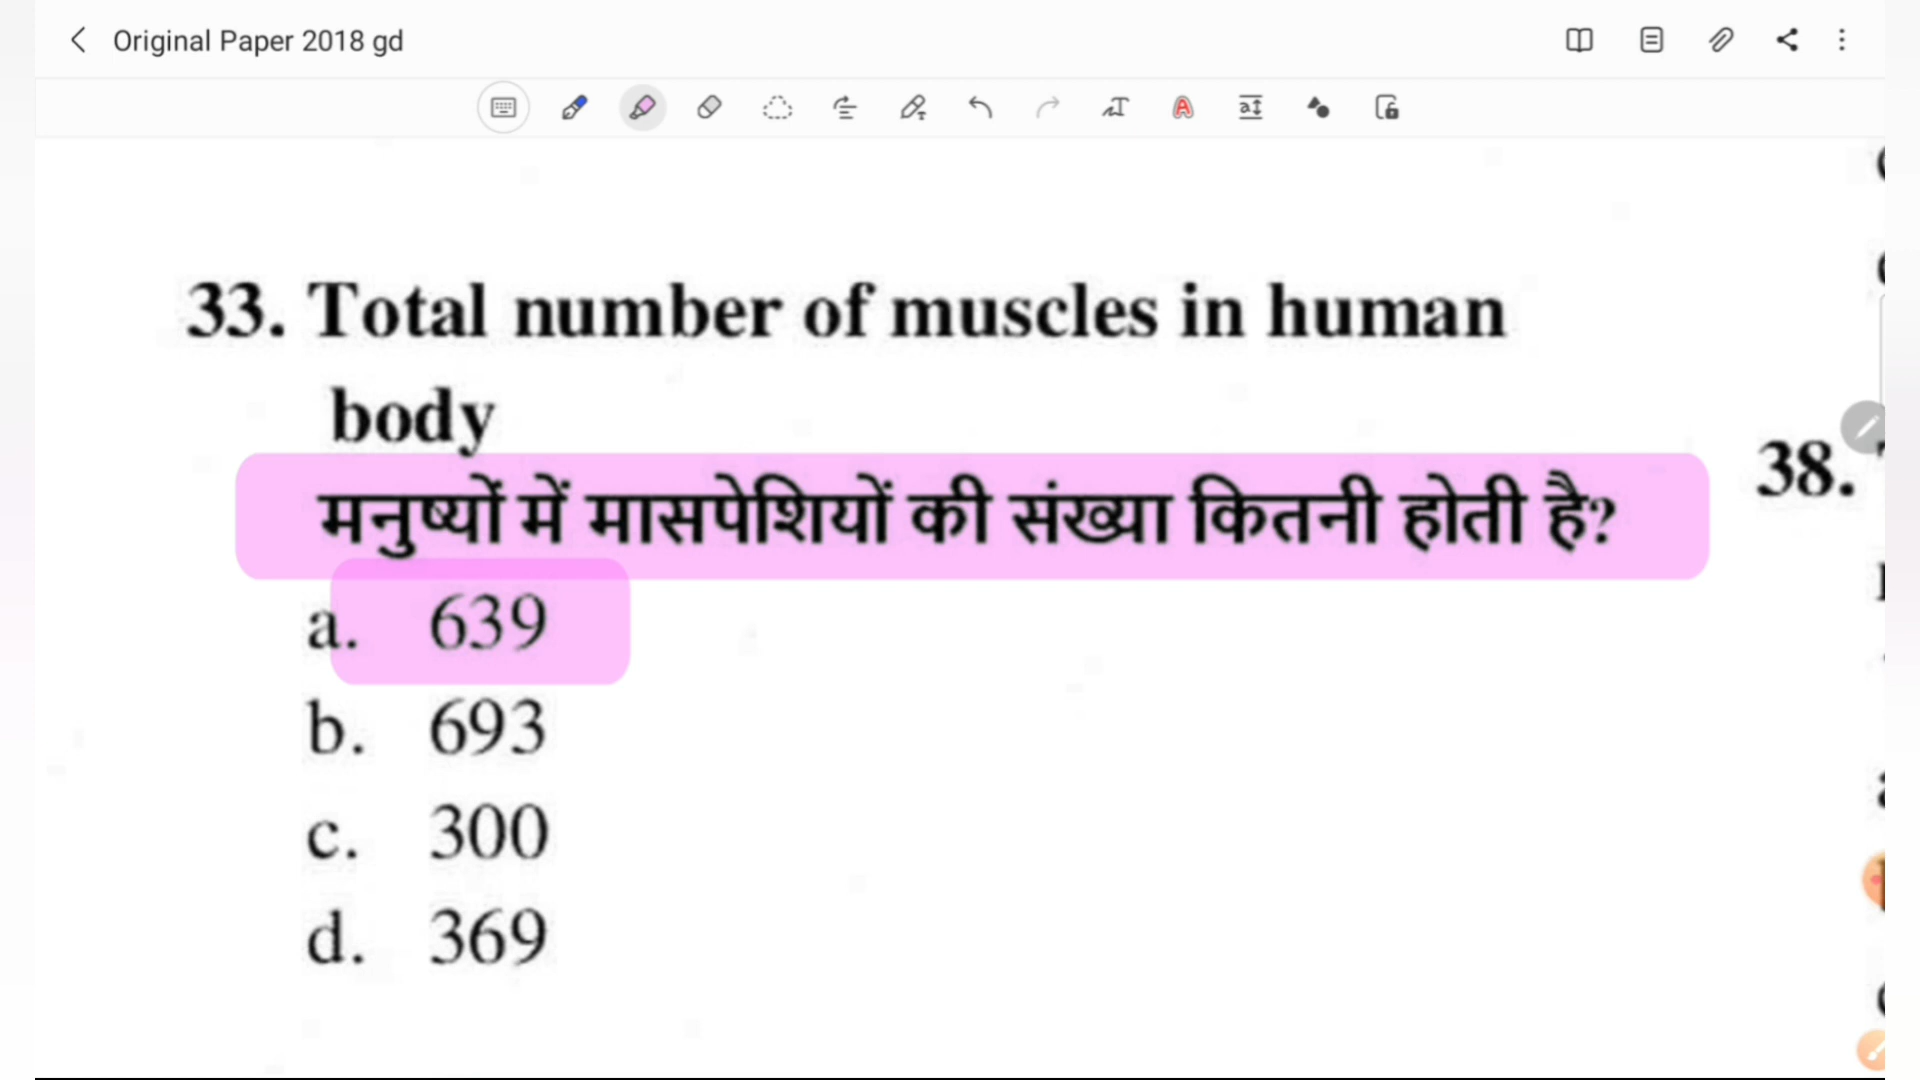 Original Paper 2018 gd
33. Total number of muscles in human
body
मनुष्यों में मासपेशियों की संख्या कितनी होती है?
a. 639
b. 693
c. 300
d. 369
38.